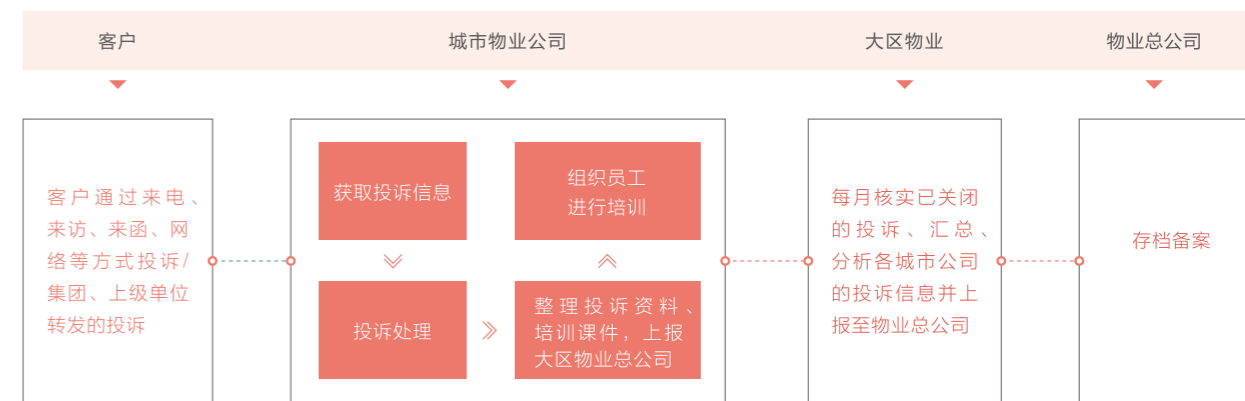 客户
城市物业公司
大区物业
物业总公司
客户通过来电、
来访、来函、网
络等方式投诉/
集团、上级单位
转发的投诉
获取投诉信息
投诉处理
整理投诉资料、
培训课件，上报
大区物业总公司
组织员工
进行培训
每月核实已关闭
的投诉、汇总、
分析各城市公司
的投诉信息并上
报至物业总公司
存档备案